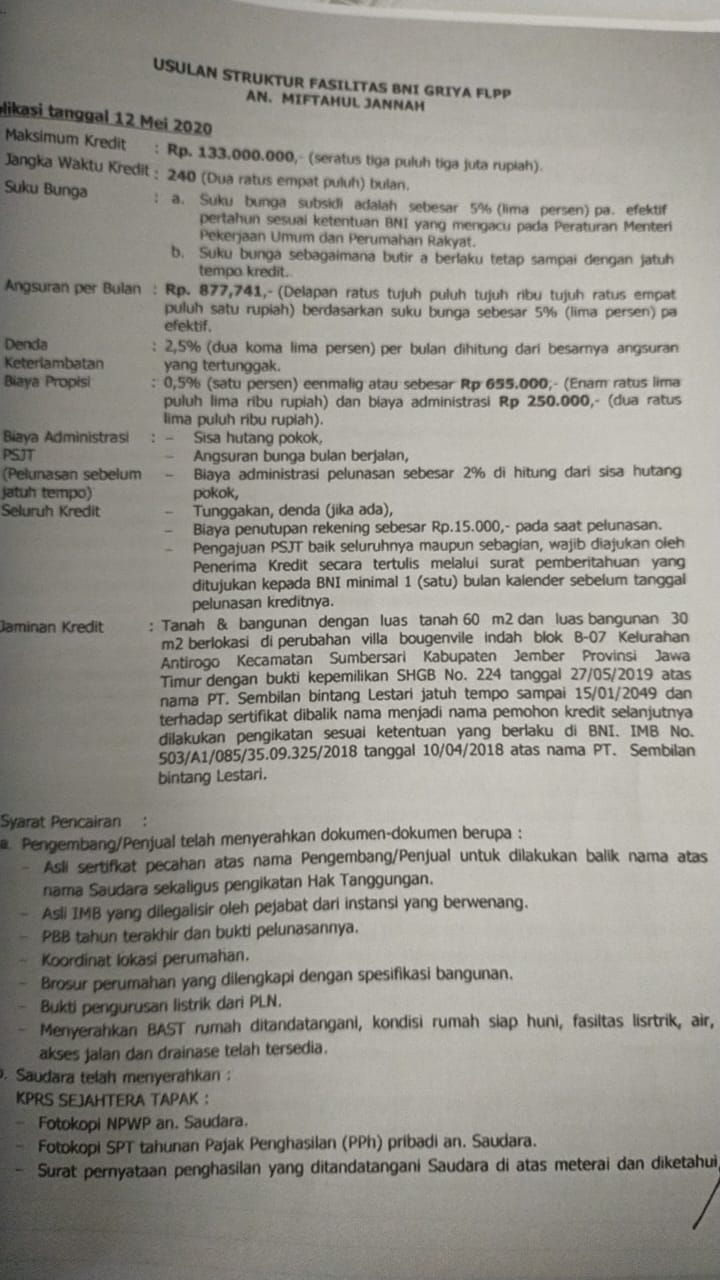 USULAN STRUKTUR FASILITAS BNI GRIYA FLPP
AN. MIFTAHUL JANNAH
likasi tanggal 12 Mei 2020
Maksimum Kredit : Rp. 133.000.000,- (seratus tiga puluh tiga juta rupiah).
Jangka Waktu Kredit : 240 (Dua ratus empat puluh) bulan.
Suku Bunga : a. Suku bunga subsidi adalah sebesar 5% (lima persen) pa. efektif
pertahun sesuai ketentuan BNI yang mengacu pada Peraturan Menteri
Pekerjaan Umum dan Perumahan Rakyat.
b. Suku bunga sebagaimana butir a berlaku tetap sampai dengan jatuh
tempo kredit.
Angsuran per Bulan : Rp. 877,741,- (Delapan ratus tujuh puluh tujuh ribu tujuh ratus empat
puluh satu rupiah) berdasarkan suku bunga sebesar 5% (lima persen) pa
efektif.
Denda : 2,5% (dua koma lima persen) per bulan dihitung dari besarnya angsuran
Keterlambatan yang tertunggak.
Biaya Propisi : 0,5% (satu persen) eenmalig atau sebesar Rp 655.000,- (Enam ratus lima
puluh lima ribu rupiah) dan biaya administrasi Rp 250.000,- (dua ratus
lima puluh ribu rupiah).
Biaya Administrasi : - Sisa hutang pokok,
PSJT - Angsuran bunga bulan berjalan,
(Pelunasan sebelum - Biaya administrasi pelunasan sebesar 2% di hitung dari sisa hutang
jatuh tempo) pokok,
Seluruh Kredit - Tunggakan, denda (jika ada),
- Biaya penutupan rekening sebesar Rp.15.000,- pada saat pelunasan.
- Pengajuan PSJT baik seluruhnya maupun sebagian, wajib diajukan oleh
Penerima Kredit secara tertulis melalui surat pemberitahuan yang
ditujukan kepada BNI minimal 1 (satu) bulan kalender sebelum tanggal
pelunasan kreditnya.
Jaminan Kredit : Tanah & bangunan dengan luas tanah 60 m2 dan luas bangunan 30
m2 berlokasi di perubahan villa bougenvile indah blok B-07 Kelurahan
Antirogo Kecamatan Sumbersari Kabupaten Jember Provinsi Jawa
Timur dengan bukti kepemilikan SHGB No. 224 tanggal 27/05/2019 atas
nama PT. Sembilan bintang Lestari jatuh tempo sampai 15/01/2049 dan
terhadap sertifikat dibalik nama menjadi nama pemohon kredit selanjutnya
dilakukan pengikatan sesuai ketentuan yang berlaku di BNI. IMB No.
503/A1/085/35.09.325/2018 tanggal 10/04/2018 atas nama PT. Sembilan
bintang Lestari.
Syarat Pencairan :
a. Pengembang/Penjual telah menyerahkan dokumen-dokumen berupa :
- Asli sertifkat pecahan atas nama Pengembang/Penjual untuk dilakukan balik nama atas
nama Saudara sekaligus pengikatan Hak Tanggungan.
- Asli IMB yang dilegalisir oleh pejabat dari instansi yang berwenang.
- PBB tahun terakhir dan bukti pelunasannya.
- Koordinat lokasi perumahan.
- Brosur perumahan yang dilengkapi dengan spesifikasi bangunan.
- Bukti pengurusan listrik dari PLN.
- Menyerahkan BAST rumah ditandatangani, kondisi rumah siap huni, fasiltas lisrtrik, air,
akses jalan dan drainase telah tersedia.
. Saudara telah menyerahkan :
KPRS SEJAHTERA TAPAK :
- Fotokopi NPWP an. Saudara.
- Fotokopi SPT tahunan Pajak Penghasilan (PPh) pribadi an. Saudara.
- Surat pernyataan penghasilan yang ditandatangani Saudara di atas meterai dan diketahui